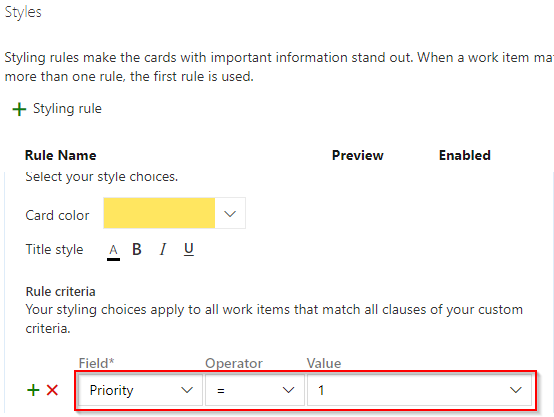 Styles
Styling rules make the cards with important information stand out. When a work item ma
more than one rule, the first rule is used.
+ Styling rule
Rule Name Preview Enabled
Select your style choices.
Card color
Title style A B I U
Rule criteria
Your styling choices apply to all work items that match all clauses of your custom
criteria.
Field* Operator Value
Priority = 1